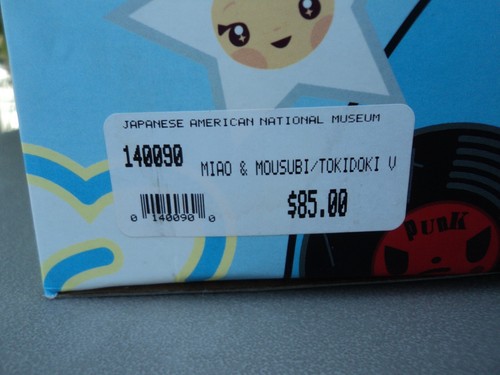 JAPANESE AMERICAN NATIONAL MUSEUM
140090
MIAO & MOUSUBI/TOKIDOKI V
0 140090 0
$85.00
PUNK